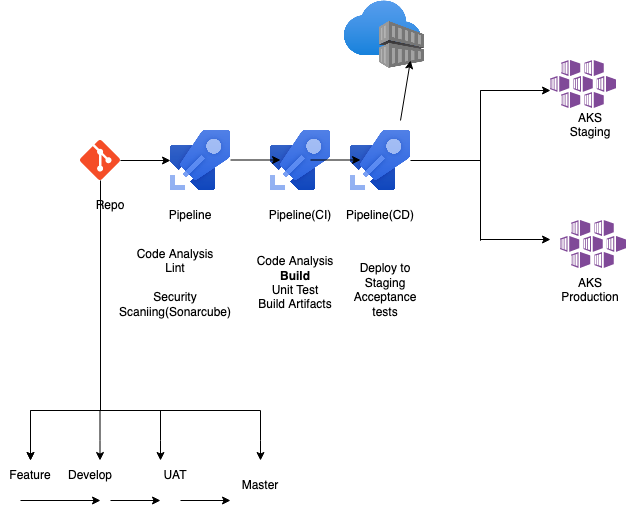 AKS
Staging
Repo
Pipeline
Pipeline(CI)
Pipeline(CD)
Code Analysis
Lint
Security
Scaniing(Sonarcube)
Code Analysis
Build
Unit Test
Build Artifacts
Deploy to
Staging
Acceptance
tests
AKS
Production
Feature
Develop
UAT
Master